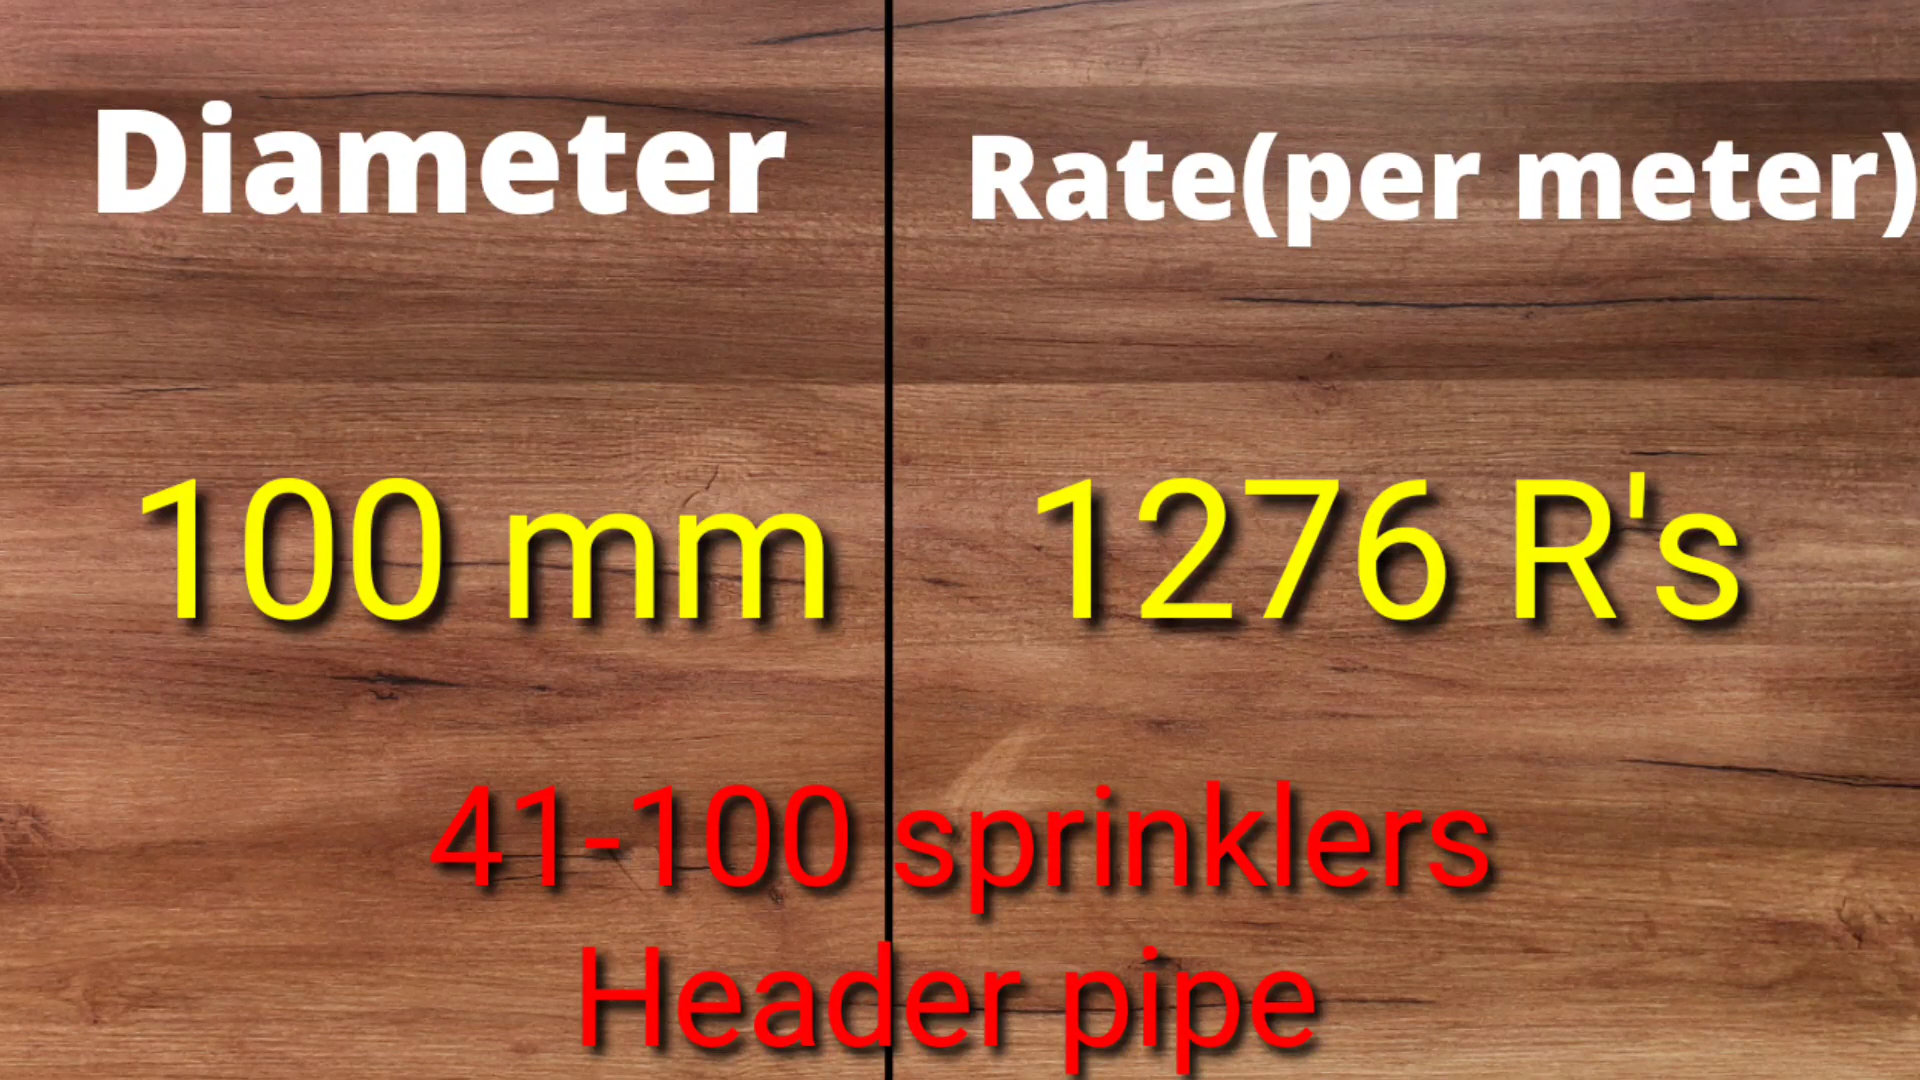 Diameter
Rate(per meter)
100 mm
1276 R's
41-100 sprinklers
Header pipe